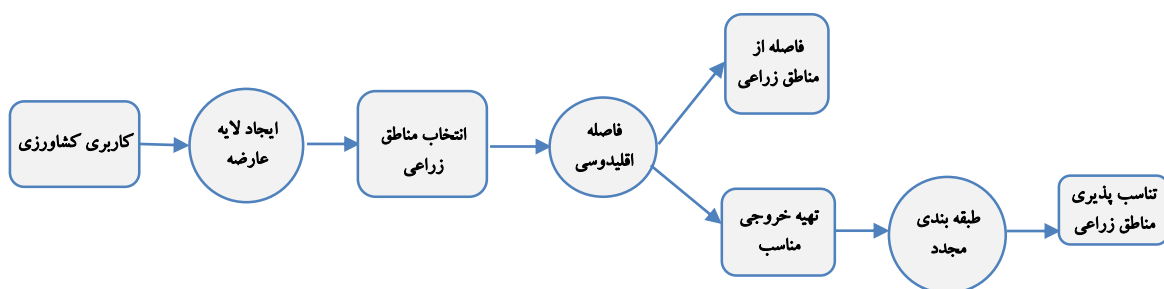 کاربری کشاورزی
ایجاد لایه
عارضه
انتخاب مناطق
زراعی
فاصله
اقلیدوسی
فاصله از
مناطق زراعی
تهیه خروجی
مناسب
طبقه بندی
مجدد
تناسب پذیری
مناطق زراعی